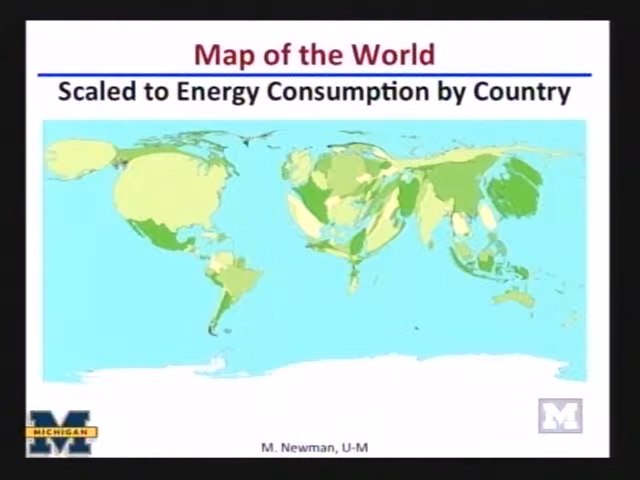 Map of the World
Scaled to Energy Consumption by Country
M
MICHIGAN
M
M. Newman, U-M